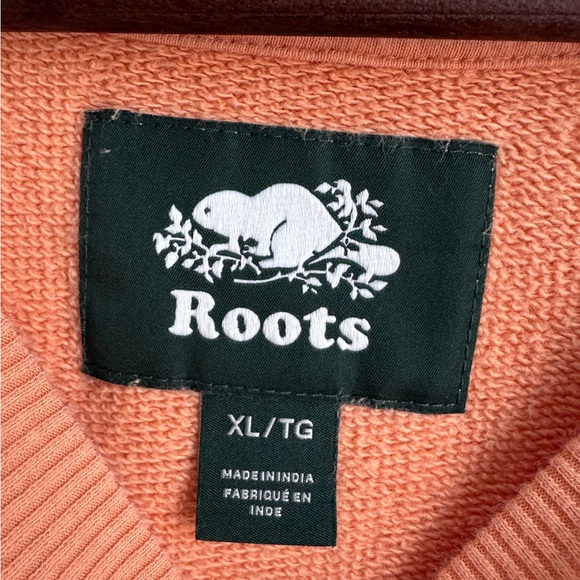 Roots
XL/TG
MADE IN INDIA
FABRIQUÉ EN
INDE